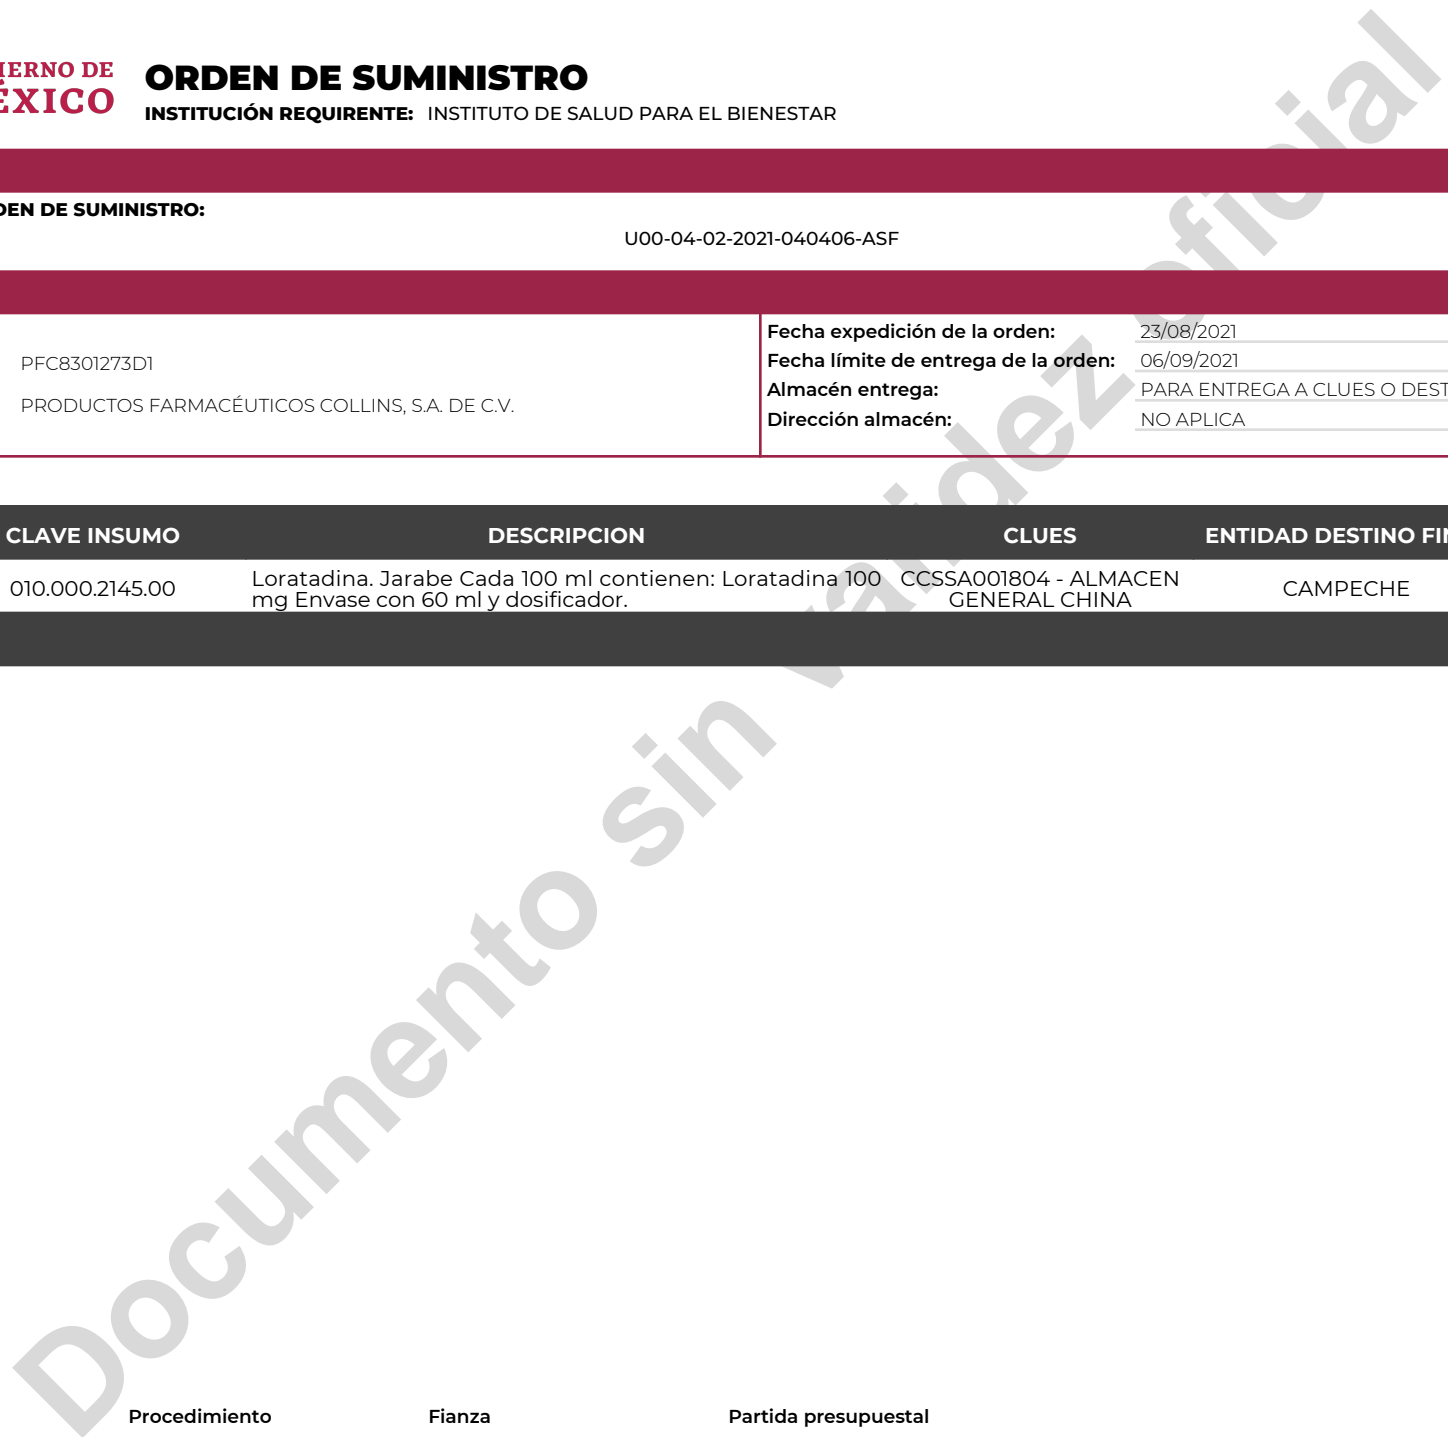 IERNO DE
ÉXICO
ORDEN DE SUMINISTRO
INSTITUCIÓN REQUIRENTE: INSTITUTO DE SALUD PARA EL BIENESTAR
DEN DE SUMINISTRO:
U00-04-02-2021-040406-ASF
PFC8301273D1
PRODUCTOS FARMACÉUTICOS COLLINS, S.A. DE C.V.
Fecha expedición de la orden: 23/08/2021
Fecha límite de entrega de la orden: 06/09/2021
Almacén entrega: PARA ENTREGA A CLUES O DEST
Dirección almacén: NO APLICA
CLAVE INSUMO DESCRIPCION CLUES ENTIDAD DESTINO FIN
010.000.2145.00 Loratadina. Jarabe Cada 100 ml contienen: Loratadina 100 CCSSA001804 - ALMACEN CAMPECHE
mg Envase con 60 ml y dosificador. GENERAL CHINA
Documento sin validez oficial
Procedimiento Fianza Partida presupuestal